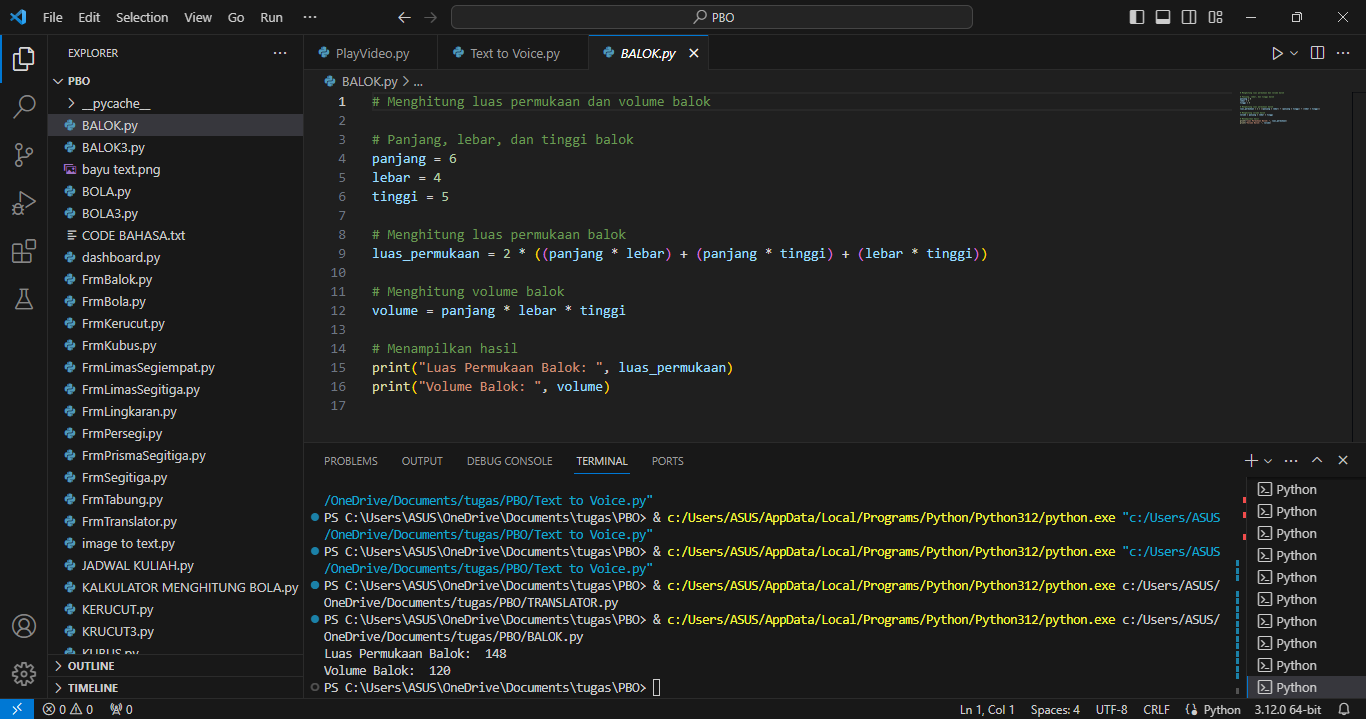 File Edit Selection View Go Run ··· PBO
EXPLORER ···
PBO
__pycache__
BALOK.py
BALOK3.py
bayu text.png
BOLA.py
BOLA3.py
CODE BAHASA.txt
dashboard.py
FrmBalok.py
FrmBola.py
FrmKerucut.py
FrmKubus.py
FrmLimasSegiempat.py
FrmLimasSegitiga.py
FrmLingkaran.py
FrmPersegi.py
FrmPrismaSegitiga.py
FrmSegitiga.py
FrmTabung.py
FrmTranslator.py
image to text.py
JADWAL KULIAH.py
KALKULATOR MENGHITUNG BOLA.py
KERUCUT.py
KRUCUT3.py
KUBUS.py
OUTLINE
TIMELINE
PlayVideo.py Text to Voice.py BALOK.py
BALOK.py > ...
1 # Menghitung luas permukaan dan volume balok
2
3 # Panjang, lebar, dan tinggi balok
4 panjang = 6
5 lebar = 4
6 tinggi = 5
7
8 # Menghitung luas permukaan balok
9 luas_permukaan = 2 * ((panjang * lebar) + (panjang * tinggi) + (lebar * tinggi))
10
11 # Menghitung volume balok
12 volume = panjang * lebar * tinggi
13
14 # Menampilkan hasil
15 print("Luas Permukaan Balok: ", luas_permukaan)
16 print("Volume Balok: ", volume)
17
PROBLEMS OUTPUT DEBUG CONSOLE TERMINAL PORTS
/OneDrive/Documents/tugas/PBO/Text to Voice.py"
PS C:\Users\ASUS\OneDrive\Documents\tugas\PBO> & c:/Users/ASUS/AppData/Local/Programs/Python/Python312/python.exe "c:/Users/ASUS
/OneDrive/Documents/tugas/PBO/Text to Voice.py"
PS C:\Users\ASUS\OneDrive\Documents\tugas\PBO> & c:/Users/ASUS/AppData/Local/Programs/Python/Python312/python.exe "c:/Users/ASUS
/OneDrive/Documents/tugas/PBO/Text to Voice.py"
PS C:\Users\ASUS\OneDrive\Documents\tugas\PBO> & c:/Users/ASUS/AppData/Local/Programs/Python/Python312/python.exe c:/Users/ASUS/
OneDrive/Documents/tugas/PBO/TRANSLATOR.py
PS C:\Users\ASUS\OneDrive\Documents\tugas\PBO> & c:/Users/ASUS/AppData/Local/Programs/Python/Python312/python.exe c:/Users/ASUS/
OneDrive/Documents/tugas/PBO/BALOK.py
Luas Permukaan Balok:  148
Volume Balok:  120
PS C:\Users\ASUS\OneDrive\Documents\tugas\PBO>
Python
Python
Python
Python
Python
Python
Python
Python
Python
Python
0 0 0 Ln 1, Col 1 Spaces: 4 UTF-8 CRLF Python 3.12.0 64-bit